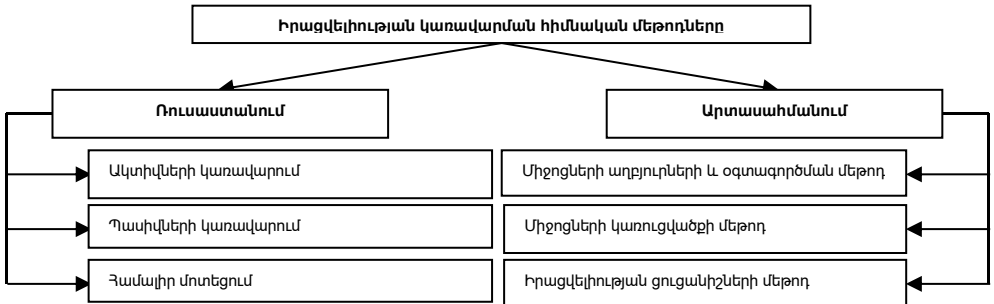 Իրացվելիության կառավարման հիմնական մեթոդները
Ռուսաստանում
Արտասահմանում
Ակտիվների կառավարում
Միջոցների աղբյուրների և օգտագործման մեթոդ
Պասիվների կառավարում
Միջոցների կառուցվածքի մեթոդ
Համալիր մոտեցում
Իրացվելիության ցուցանիշների մեթոդ